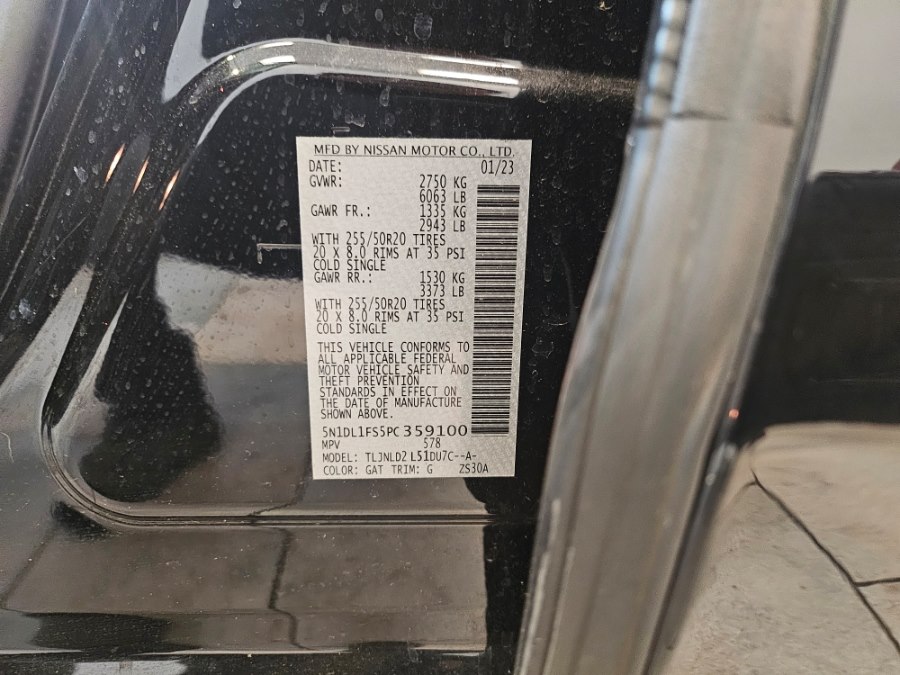 MFD BY NISSAN MOTOR CO., LTD.
DATE: 01/23
GVWR: 2750 KG
6063 LB
GAWR FR.: 1335 KG
2943 LB
WITH 255/50R20 TIRES
20 X 8.0 RIMS AT 35 PSI
COLD SINGLE
GAWR RR.: 1530 KG
3373 LB
WITH 255/50R20 TIRES
20 X 8.0 RIMS AT 35 PSI
COLD SINGLE
THIS VEHICLE CONFORMS TO
ALL APPLICABLE FEDERAL
MOTOR VEHICLE SAFETY AND
THEFT PREVENTION
STANDARDS IN EFFECT ON
THE DATE OF MANUFACTURE
SHOWN ABOVE.
5N1DL1FS5PC359100
MPV 578
MODEL: TLJNLD2 L51DU7C--A-
COLOR: GAT TRIM: G ZS30A